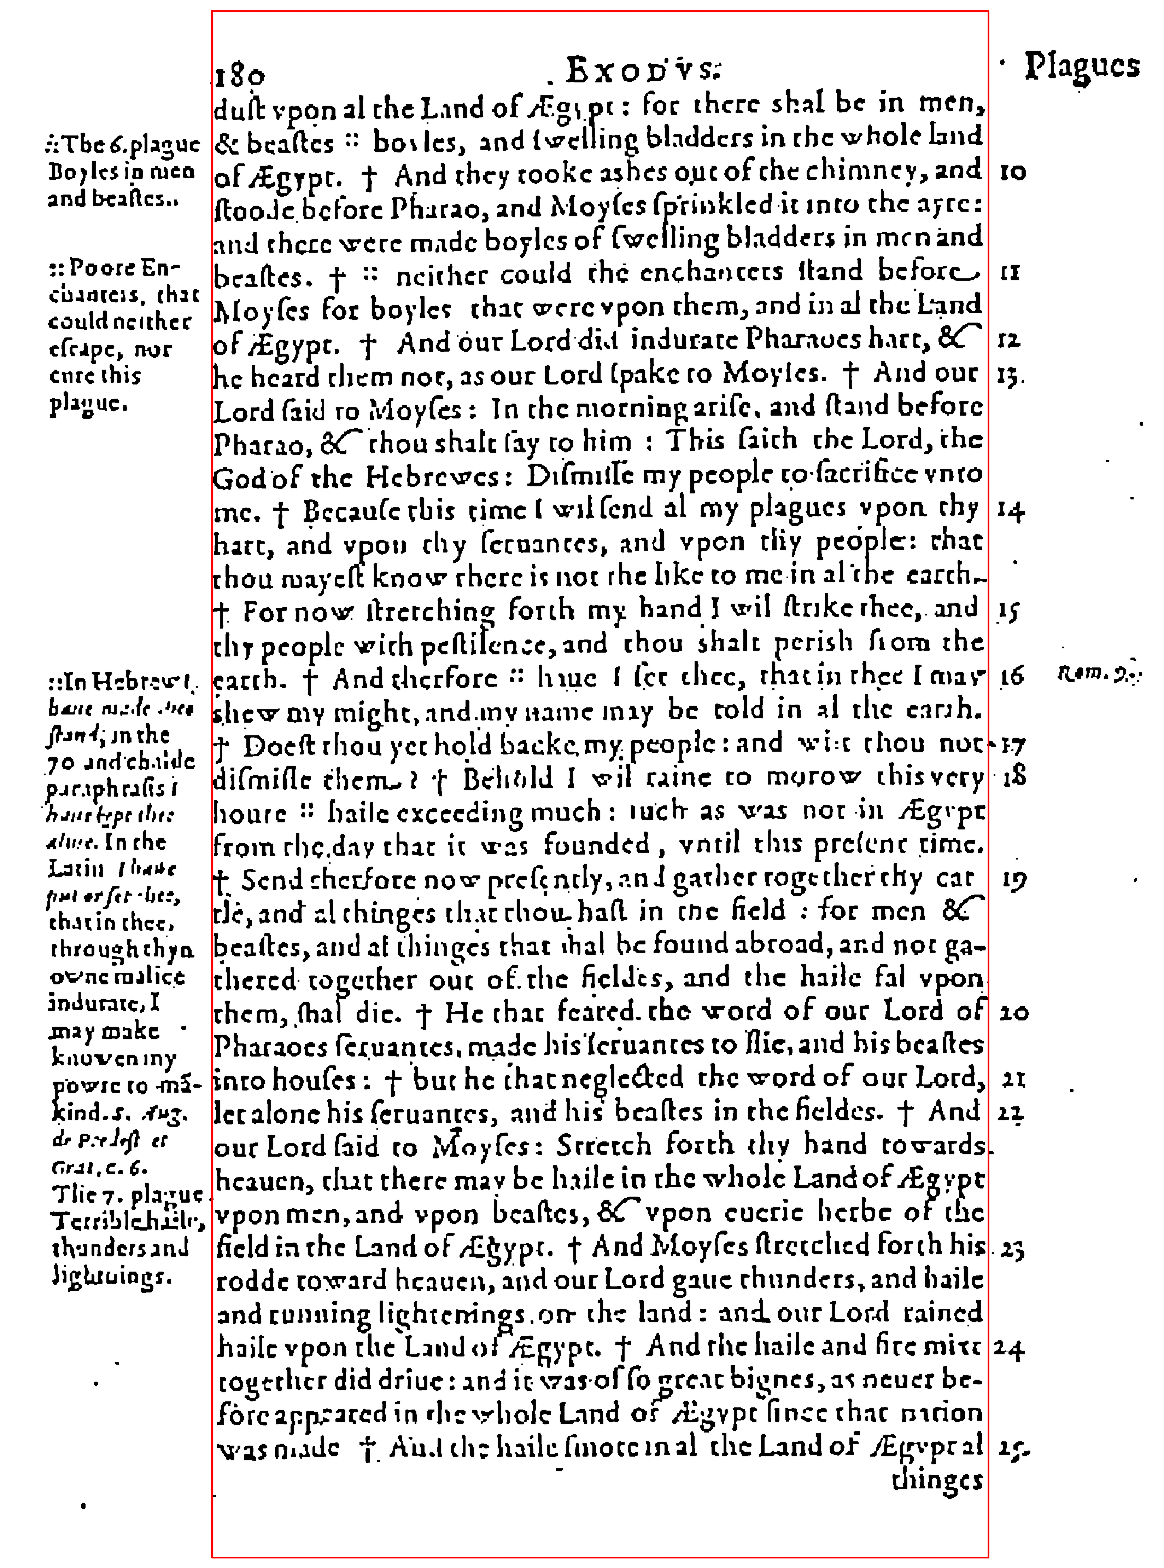 180 EXODVS. Plagues
duſt vpon al the Land of Ægipt: for there shal be in men,
& beaſtes :: boyles, and ſwelling bladders in the whole land
of Ægypt. † And they tooke ashes out of the chimney, and
ſtoode before Pharao, and Moyſes ſprinkled it into the ayre:
and there were made boyles of ſwelling bladders in men and
beaſtes. † :: neither could the enchanters ſtand before
Moyſes for boyles that were vpon them, and in al the Land
of Ægypt. † And our Lord did indurate Pharaoes hart, &
he heard them not, as our Lord ſpake to Moyſes. † And our
Lord ſaid to Moyſes: In the morning ariſe, and ſtand before
Pharao, & thou shalt ſay to him: This ſaith the Lord, the
God of the Hebrewes: Diſmiſſe my people to ſacrifice vnto
me. † Becauſe this time I wil ſend al my plagues vpon thy
hart, and vpon thy ſeruantes, and vpon thy people: that
thou mayeſt know there is not the like to me in al the earth.
† For now ſtretching forth my hand I wil ſtrike thee, and
thy people with peſtilence, and thou shalt perish from the
earth. † And therfore :: haue I ſet thee, that in thee I may
shew my might, and my name may be told in al the earth.
† Doeſt thou yet hold backe my people: and wilt thou not
diſmiſſe them? † Behold I wil raine to morow this very
houre :: haile exceeding much: ſuch as was not in Ægypt
from the day that it was founded, vntil this preſent time.
† Send therfore now preſently, and gather together thy cat
tle, and al thinges that thou haſt in the field: for men &
beaſtes, and al thinges that shal be found abroad, and not ga-
thered together out of the fieldes, and the haile fal vpon
them, ſhal die. † He that feared the word of our Lord of
Pharaoes ſeruantes, made his ſeruantes to flie, and his beaſtes
into houſes: † but he that neglected the word of our Lord,
let alone his ſeruantes, and his beaſtes in the fieldes. † And
our Lord ſaid to Moyſes: Stretch forth thy hand towards
heauen, that there may be haile in the whole Land of Ægypt
vpon men, and vpon beaſtes, & vpon euerie herbe of the
field in the Land of Ægypt. † And Moyſes ſtretched forth his
rodde toward heauen, and our Lord gaue thunders, and haile
and running lightenings on the land: and our Lord rained
haile vpon the Land of Ægypt. † And the haile and fire mixt
together did driue: and it was of ſo great bignes, as neuer be-
fore appeared in the whole Land of Ægypt ſince that nation
was made † And the haile ſmote in al the Land of Ægypt al
thinges
::The 6. plague
Boyles in men
and beaſtes.
:: Poore En-
chanters, that
could neither
eſcape, nor
cure this
plague.
::In Hebrew I
haue made thee
ſtand, in the
70 and chalde
paraphraſis I
haue kept thee
aliue. In the
Latin I haue
put or ſet thee,
that in thee,
through thyn
owne malice
indurate, I
may make
knowen my
powre to mā-
kind. S. Aug.
de Predeſt et
Grat. c. 6.
The 7. plague
Terrible haile,
thunders and
lightnings.
10
11
12
13.
14
15
16
Rom. 9.
17
18
19
20
21
22
23
24
25.